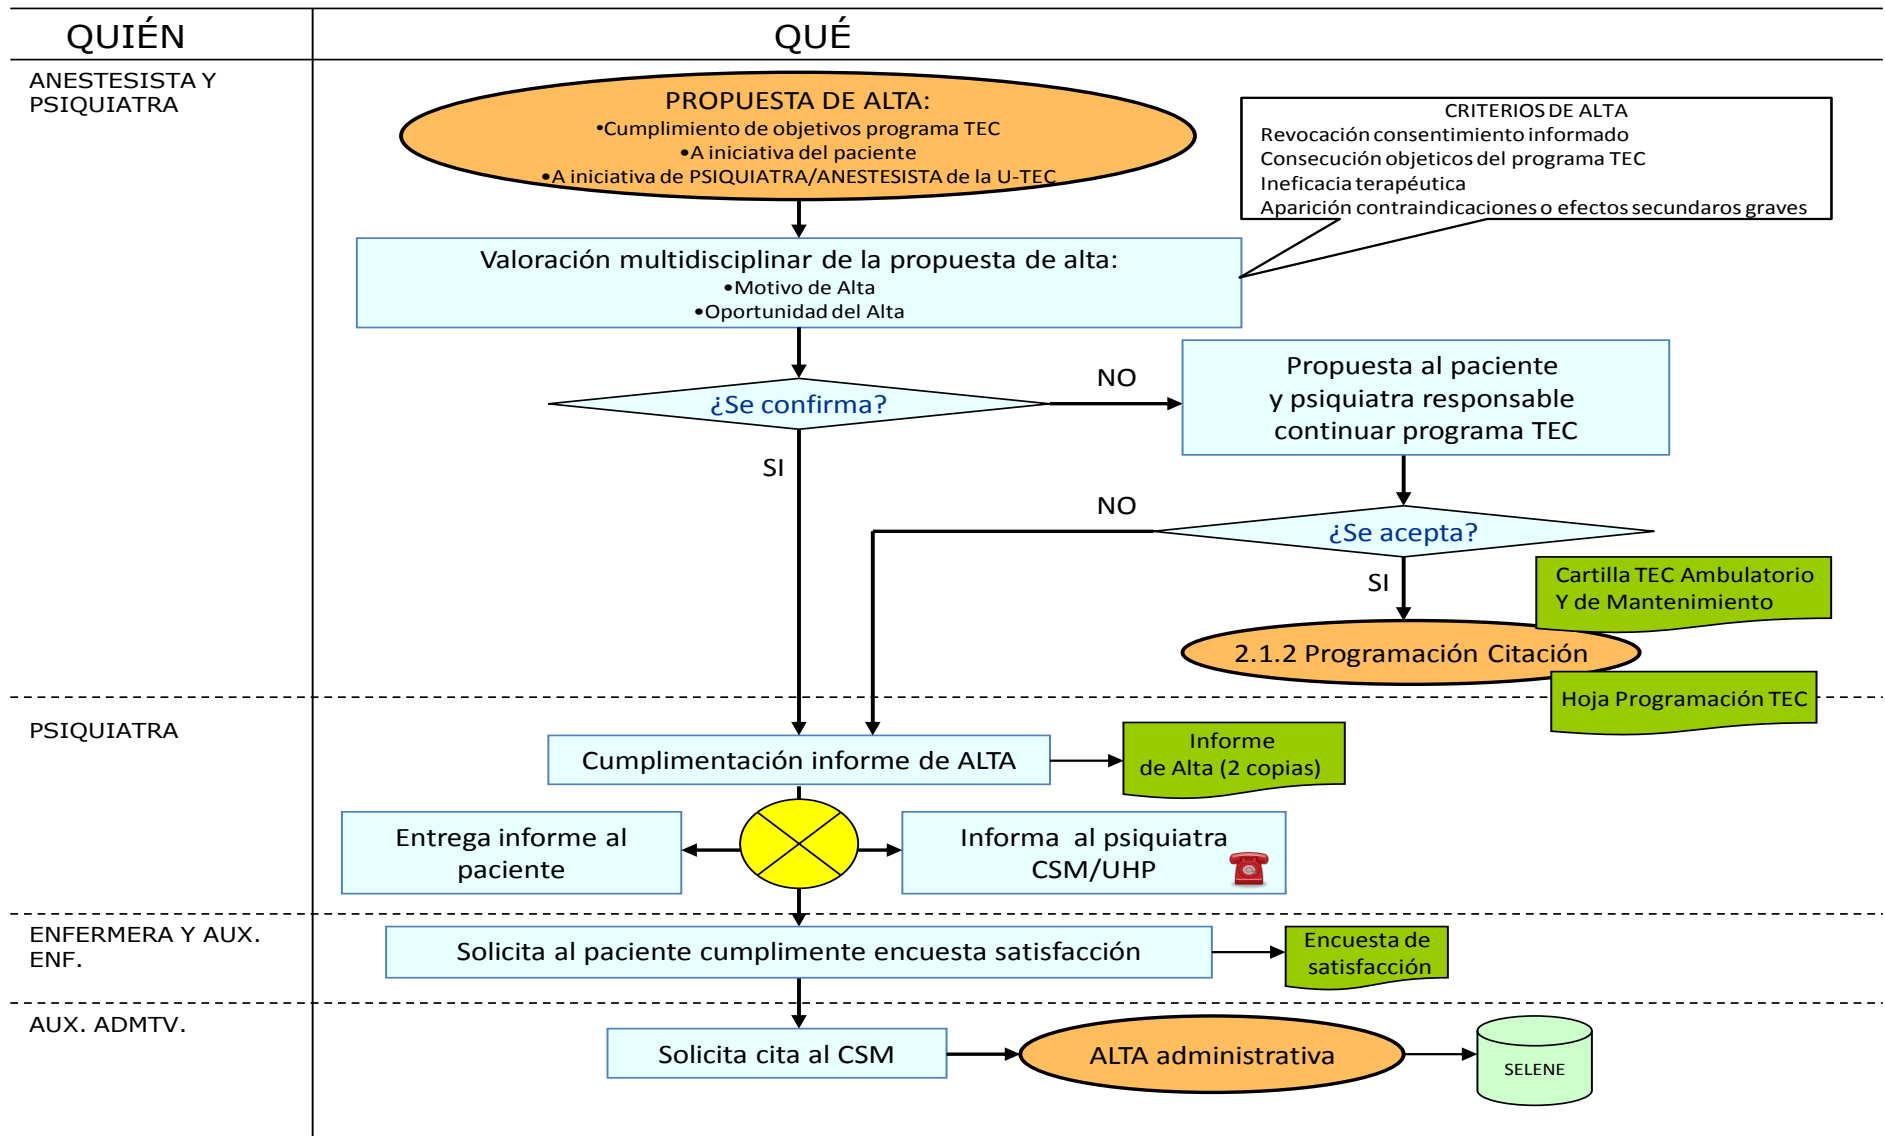 QUIÉN
QUÉ
ANESTESISTA Y
PSIQUIATRA
PROPUESTA DE ALTA:
•Cumplimiento de objetivos programa TEC
•A iniciativa del paciente
•A iniciativa de PSIQUIATRA/ANESTESISTA de la U-TEC
CRITERIOS DE ALTA
Revocación consentimiento informado
Consecución objeticos del programa TEC
Ineficacia terapéutica
Aparición contraindicaciones o efectos secundaros graves
Valoración multidisciplinar de la propuesta de alta:
•Motivo de Alta
•Oportunidad del Alta
¿Se confirma?
NO
Propuesta al paciente
y psiquiatra responsable
continuar programa TEC
SI
NO
¿Se acepta?
SI
Cartilla TEC Ambulatorio
Y de Mantenimiento
2.1.2 Programación Citación
Hoja Programación TEC
PSIQUIATRA
Cumplimentación informe de ALTA
Informe
de Alta (2 copias)
Entrega informe al
paciente
Informa al psiquiatra
CSM/UHP
ENFERMERA Y AUX.
ENF.
Solicita al paciente cumplimente encuesta satisfacción
Encuesta de
satisfacción
AUX. ADMTV.
Solicita cita al CSM
ALTA administrativa
SELENE